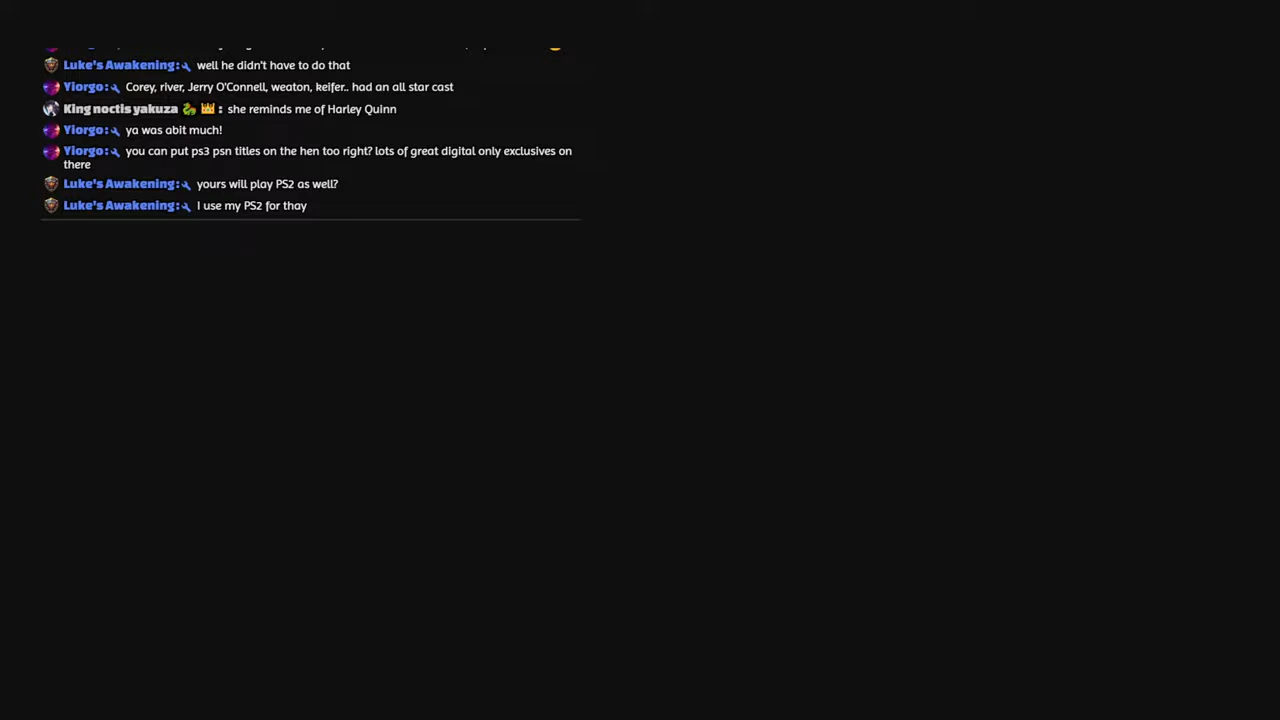 Luke's Awakening: well he didn't have to do that
Yiorgo: Corey, river, Jerry O'Connell, weaton, keifer.. had an all star cast
King noctis yakuza 🐉 👑 : she reminds me of Harley Quinn
Yiorgo: ya was abit much!
Yiorgo: you can put ps3 psn titles on the hen too right? lots of great digital only exclusives on
there
Luke's Awakening: yours will play PS2 as well?
Luke's Awakening: I use my PS2 for thay